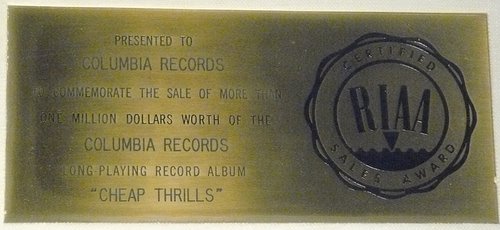 PRESENTED TO
COLUMBIA RECORDS
TO COMMEMORATE THE SALE OF MORE THAN
ONE MILLION DOLLARS WORTH OF THE
COLUMBIA RECORDS
LONG-PLAYING RECORD ALBUM
"CHEAP THRILLS"
CERTIFIED
RIAA
SALES AWARD